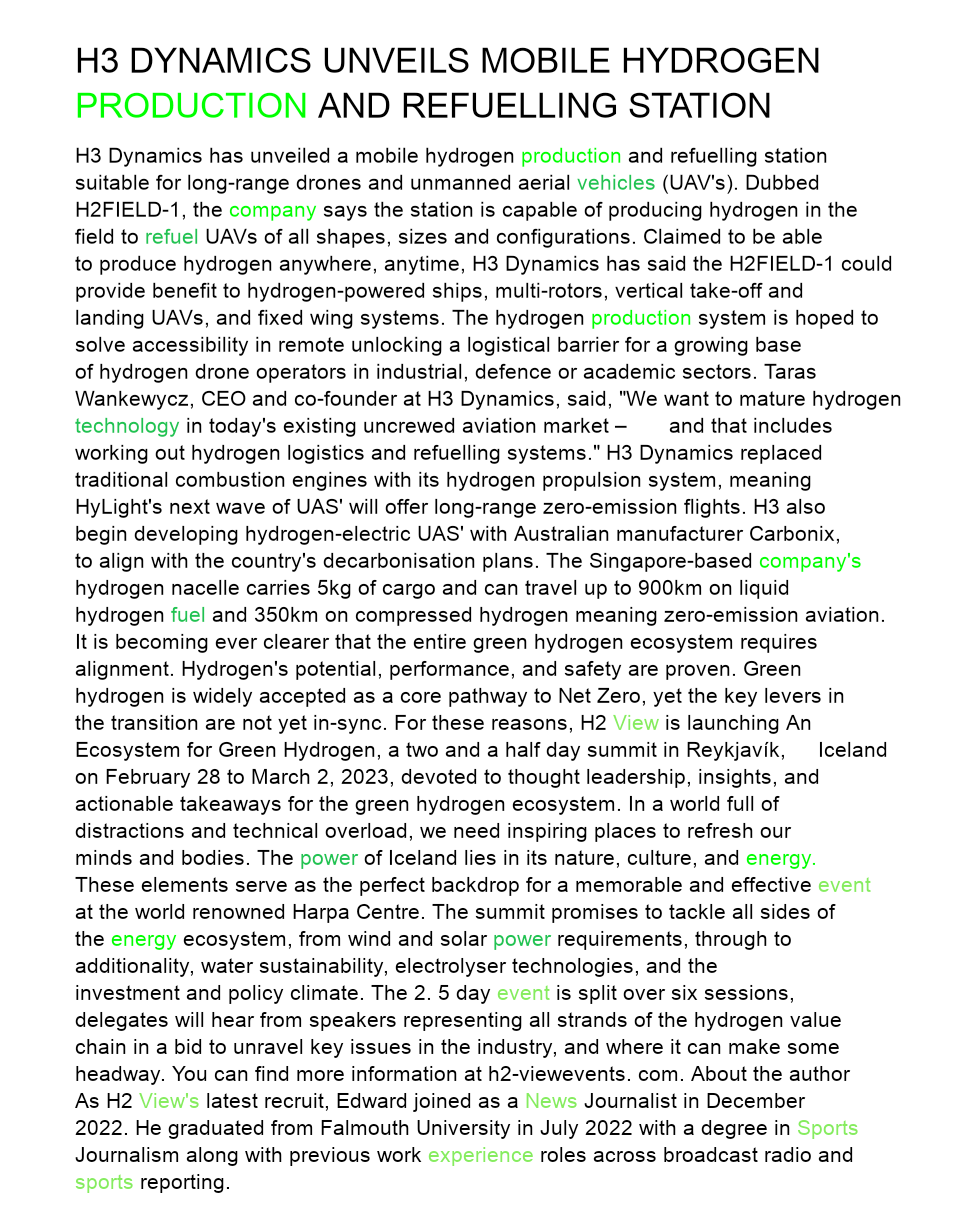 H3 DYNAMICS UNVEILS MOBILE HYDROGEN
PRODUCTION AND REFUELLING STATION
H3 Dynamics has unveiled a mobile hydrogen production and refuelling station
suitable for long-range drones and unmanned aerial vehicles (UAV's). Dubbed
H2FIELD-1, the company says the station is capable of producing hydrogen in the
field to refuel UAVs of all shapes, sizes and configurations. Claimed to be able
to produce hydrogen anywhere, anytime, H3 Dynamics has said the H2FIELD-1 could
provide benefit to hydrogen-powered ships, multi-rotors, vertical take-off and
landing UAVs, and fixed wing systems. The hydrogen production system is hoped to
solve accessibility in remote unlocking a logistical barrier for a growing base
of hydrogen drone operators in industrial, defence or academic sectors. Taras
Wankewycz, CEO and co-founder at H3 Dynamics, said, "We want to mature hydrogen
technology in today's existing uncrewed aviation market – and that includes
working out hydrogen logistics and refuelling systems." H3 Dynamics replaced
traditional combustion engines with its hydrogen propulsion system, meaning
HyLight's next wave of UAS' will offer long-range zero-emission flights. H3 also
begin developing hydrogen-electric UAS' with Australian manufacturer Carbonix,
to align with the country's decarbonisation plans. The Singapore-based company's
hydrogen nacelle carries 5kg of cargo and can travel up to 900km on liquid
hydrogen fuel and 350km on compressed hydrogen meaning zero-emission aviation.
It is becoming ever clearer that the entire green hydrogen ecosystem requires
alignment. Hydrogen's potential, performance, and safety are proven. Green
hydrogen is widely accepted as a core pathway to Net Zero, yet the key levers in
the transition are not yet in-sync. For these reasons, H2 View is launching An
Ecosystem for Green Hydrogen, a two and a half day summit in Reykjavík, Iceland
on February 28 to March 2, 2023, devoted to thought leadership, insights, and
actionable takeaways for the green hydrogen ecosystem. In a world full of
distractions and technical overload, we need inspiring places to refresh our
minds and bodies. The power of Iceland lies in its nature, culture, and energy.
These elements serve as the perfect backdrop for a memorable and effective event
at the world renowned Harpa Centre. The summit promises to tackle all sides of
the energy ecosystem, from wind and solar power requirements, through to
additionality, water sustainability, electrolyser technologies, and the
investment and policy climate. The 2. 5 day event is split over six sessions,
delegates will hear from speakers representing all strands of the hydrogen value
chain in a bid to unravel key issues in the industry, and where it can make some
headway. You can find more information at h2-viewevents. com. About the author
As H2 View's latest recruit, Edward joined as a News Journalist in December
2022. He graduated from Falmouth University in July 2022 with a degree in Sports
Journalism along with previous work experience roles across broadcast radio and
sports reporting.